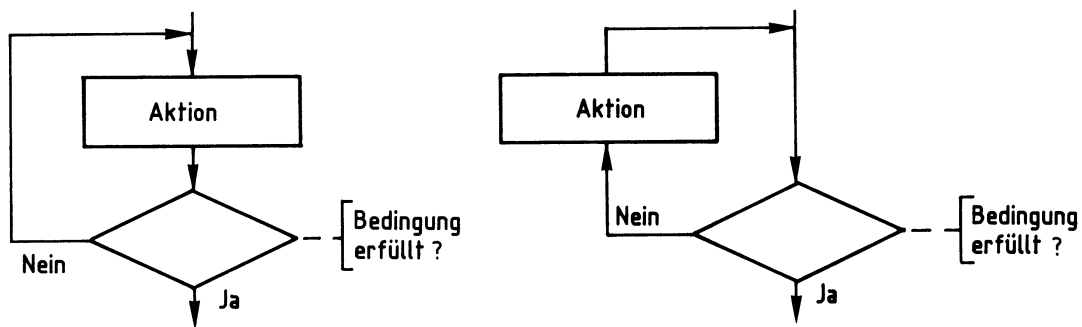 Aktion
Bedingung
erfüllt ?
Nein
Ja
Aktion
Nein
Bedingung
erfüllt ?
Ja